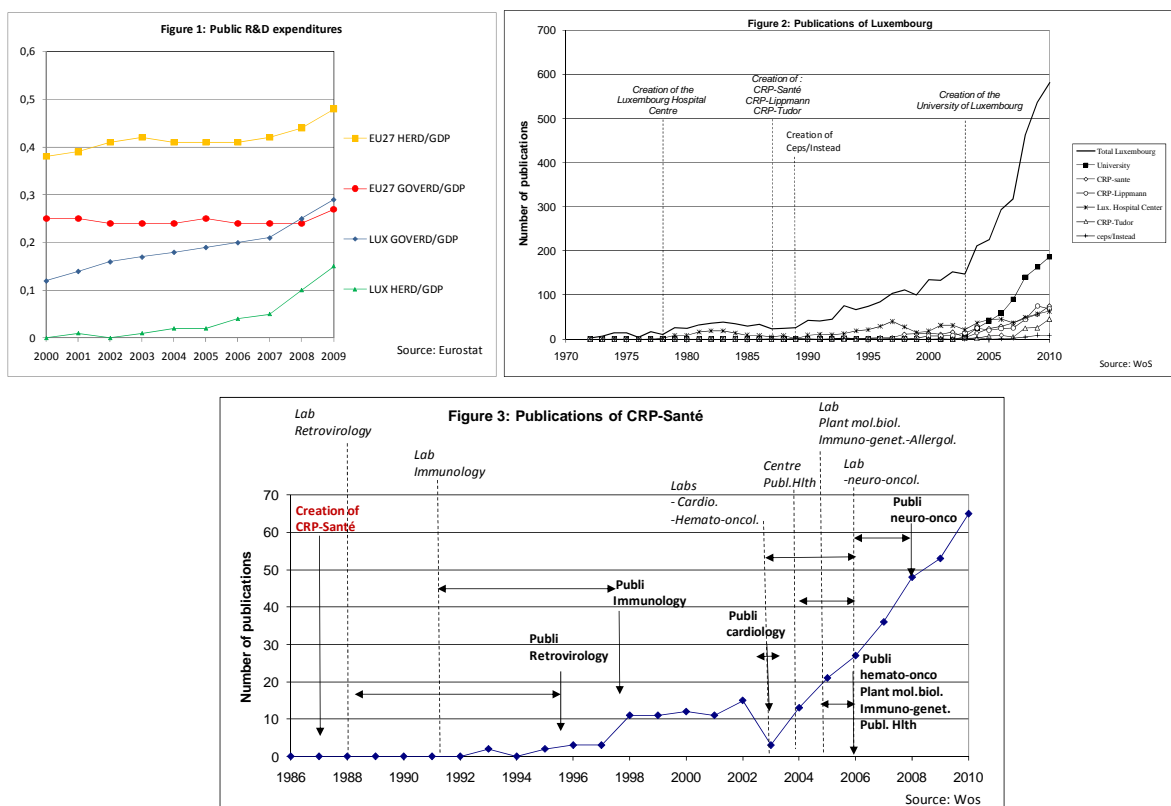 Figure 1: Public R&D expenditures
0,6
0,5
0,4
0,3
0,2
0,1
0
2000 2001 2002 2003 2004 2005 2006 2007 2008 2009
EU27 HERD/GDP
EU27 GOVERD/GDP
LUX GOVERD/GDP
LUX HERD/GDP
Source: Eurostat
Figure 2: Publications of Luxembourg
Number of publications
700
600
500
400
300
200
100
0
1970 1975 1980 1985 1990 1995 2000 2005 2010
Creation of the
Luxembourg Hospital
Centre
Creation of :
CRP-Santé
CRP-Lippmann
CRP-Tudor
Creation of
Ceps/Instead
Creation of the
University of Luxembourg
Total Luxembourg
University
CRP-sante
CRP-Lippmann
Lux. Hospital Center
CRP-Tudor
ceps/Instead
Source: WoS
Figure 3: Publications of CRP-Santé
Number of publications
70
60
50
40
30
20
10
0
1986 1988 1990 1992 1994 1996 1998 2000 2002 2004 2006 2008 2010
Lab
Retrovirology
Lab
Immunology
Labs
- Cardio.
-Hemato-oncol.
Centre
Publ.Hlth
Lab
Plant mol.biol.
Immuno-genet.-Allergol.
Lab
-neuro-oncol.
Creation of
CRP-Santé
Publi
Retrovirology
Publi
Immunology
Publi
cardiology
Publi
neuro-onco
Publi
hemato-onco
Plant mol.biol.
Immuno-genet.
Publ. Hlth
Source: Wos